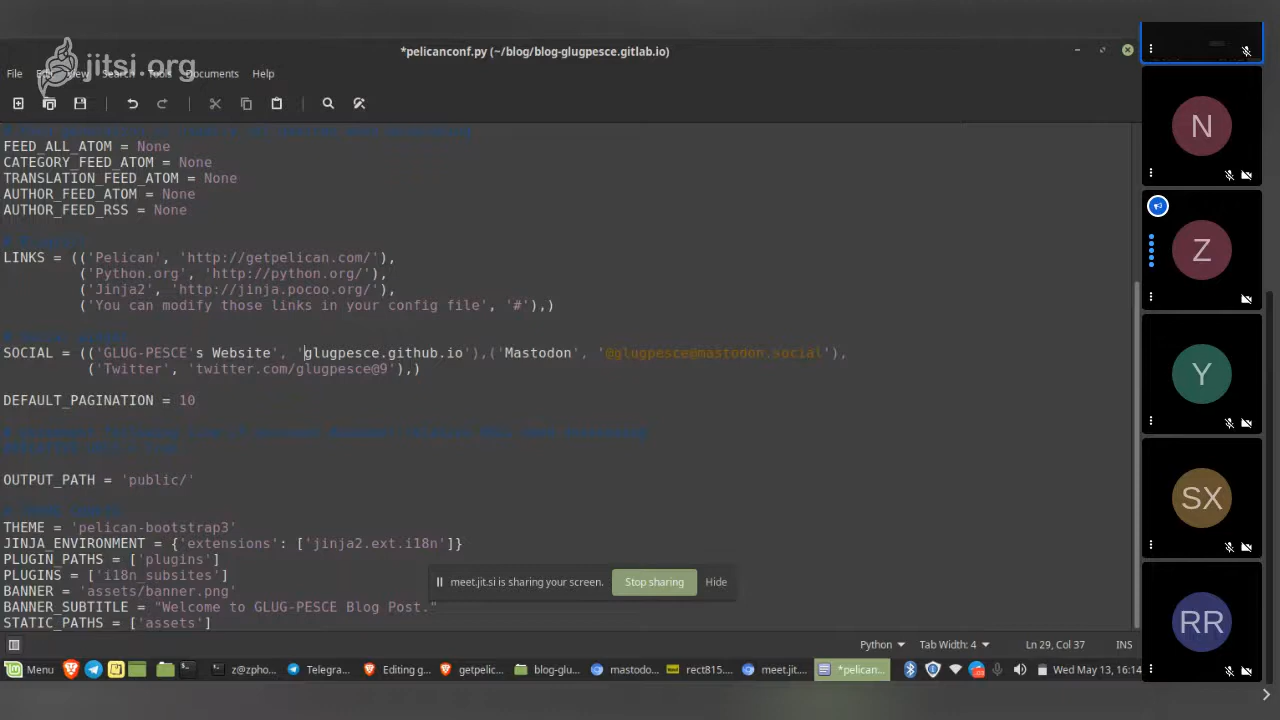 *pelicanconf.py (~/blog/blog-glugpesce.gitlab.io)
jitsi.org
File Edit View Search Tools Documents Help
FEED_ALL_ATOM = None
CATEGORY_FEED_ATOM = None
TRANSLATION_FEED_ATOM = None
AUTHOR_FEED_ATOM = None
AUTHOR_FEED_RSS = None
LINKS = (('Pelican', 'http://getpelican.com/'),
('Python.org', 'http://python.org/'),
('Jinja2', 'http://jinja.pocoo.org/'),
('You can modify those links in your config file', '#'),)
SOCIAL = (('GLUG-PESCE's Website', 'glugpesce.github.io'),('Mastodon', '@glugpesce@mastodon.social'),
('Twitter', 'twitter.com/glugpesce@9'),)
DEFAULT_PAGINATION = 10
OUTPUT_PATH = 'public/'
THEME = 'pelican-bootstrap3'
JINJA_ENVIRONMENT = {'extensions': ['jinja2.ext.i18n']}
PLUGIN_PATHS = ['plugins']
PLUGINS = ['i18n_subsites']
BANNER = 'assets/banner.png'
BANNER_SUBTITLE = "Welcome to GLUG-PESCE Blog Post."
STATIC_PATHS = ['assets']
meet.jit.si is sharing your screen. Stop sharing Hide
Python Tab Width: 4 Ln 29, Col 37 INS
Menu z@zpho... Telegra... Editing g... getpelic... blog-glu... mastodo... rect815... meet.jit.... *pelican... Wed May 13, 16:14
N
Z
Y
SX
RR